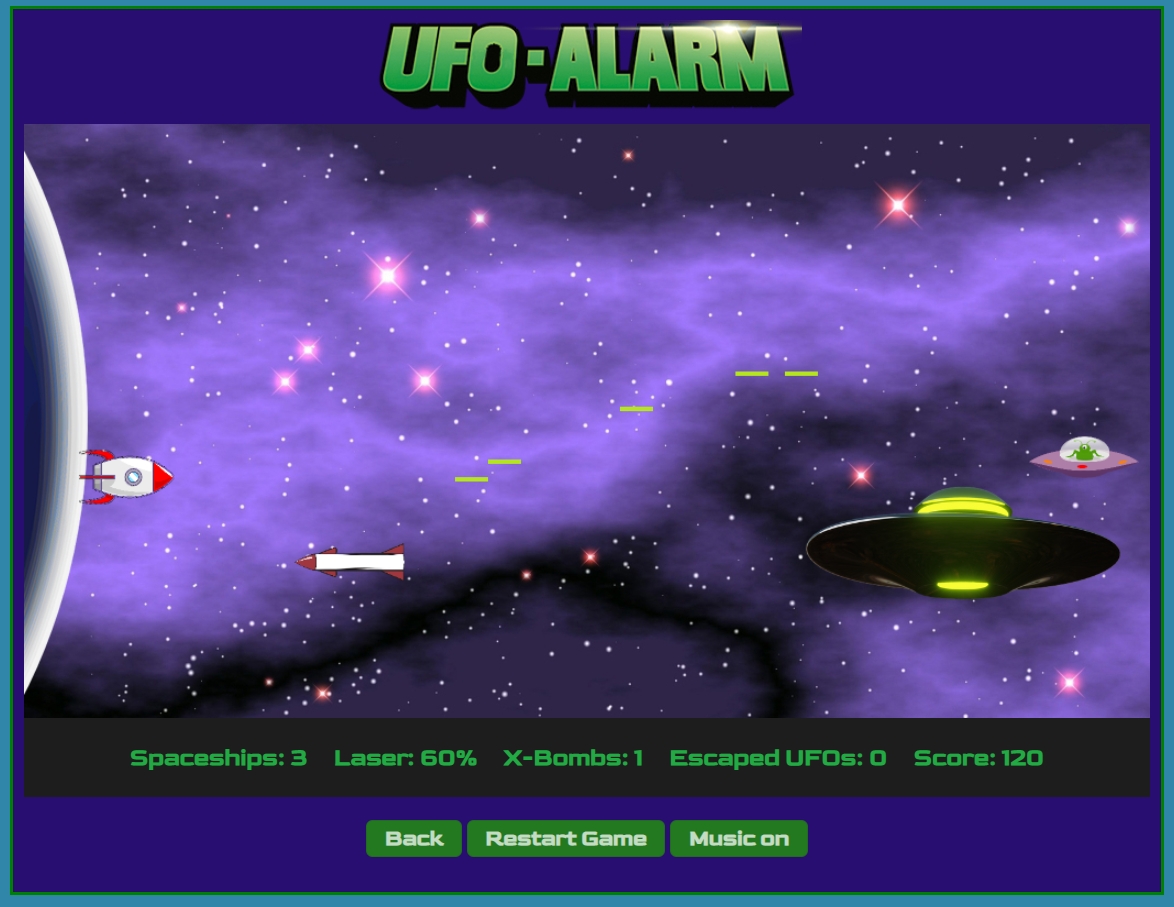 UFO-ALARM
Spaceships: 3 Laser: 60% X-Bombs: 1 Escaped UFOs: 0 Score: 120
Back Restart Game Music on